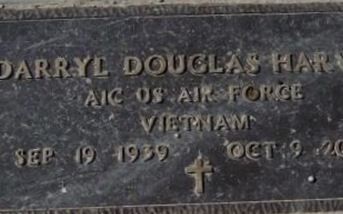 DARRYL DOUGLAS
A1C US AIR FORCE
VIETNAM
SEP 19 1939 OCT 9